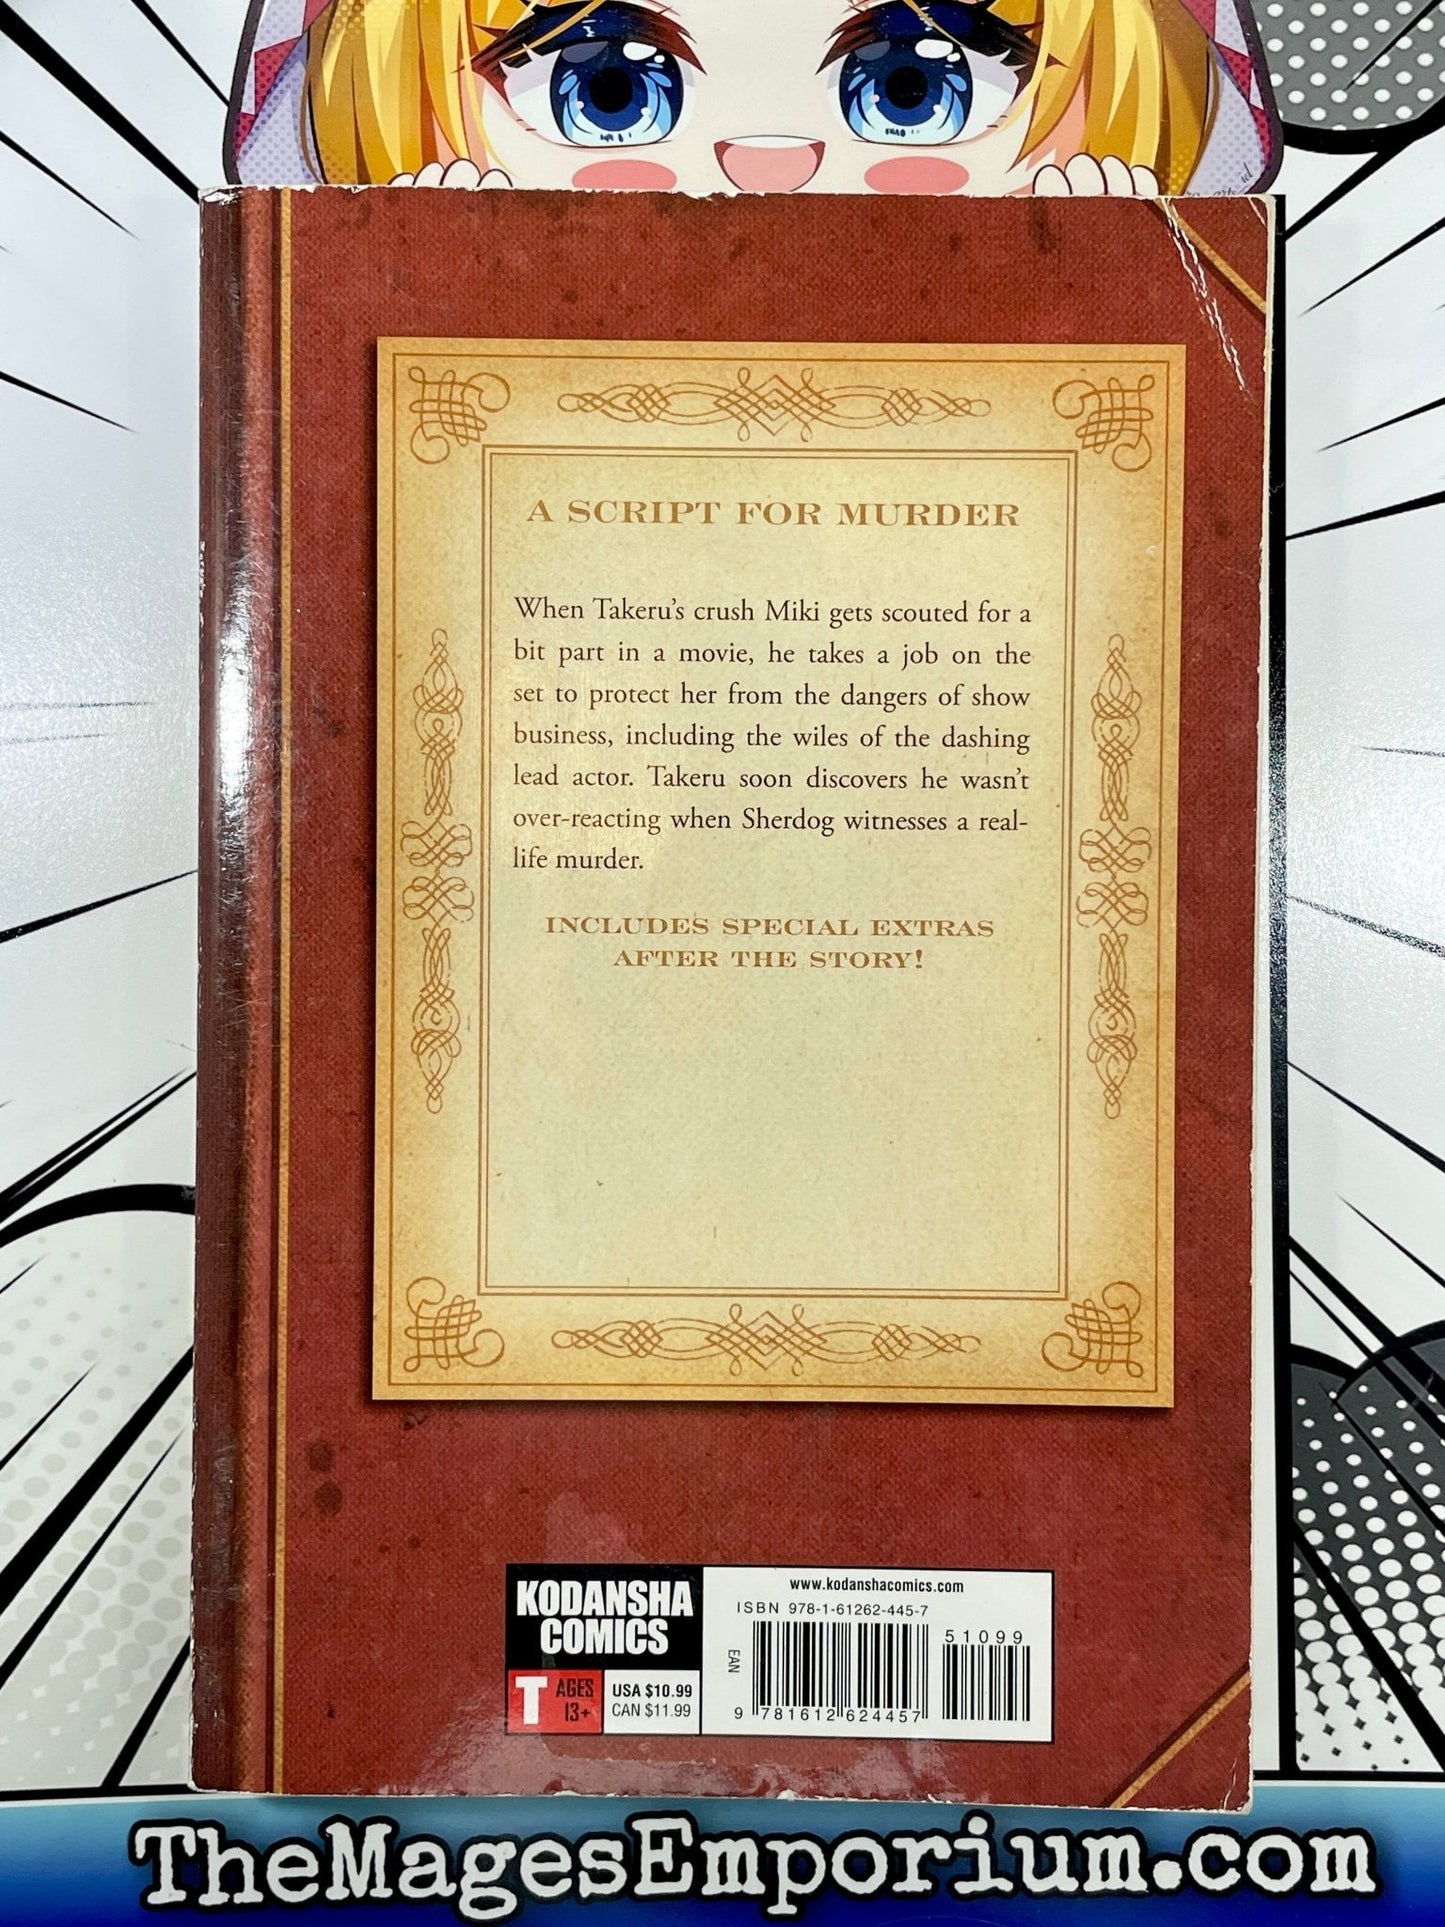 A SCRIPT FOR MURDER
When Takeru's crush Miki gets scouted for a
bit part in a movie, he takes a job on the
set to protect her from the dangers of show
business, including the wiles of the dashing
lead actor. Takeru soon discovers he wasn't
over-reacting when Sherdog witnesses a real-
life murder.
INCLUDES SPECIAL EXTRAS
AFTER THE STORY!
KODANSHA
COMICS
T AGES
13+
USA $10.99
CAN $11.99
www.kodanshacomics.com
ISBN 978-1-61262-445-7
51099
EAN
9 781612 624457
TheMagesEmporium.com